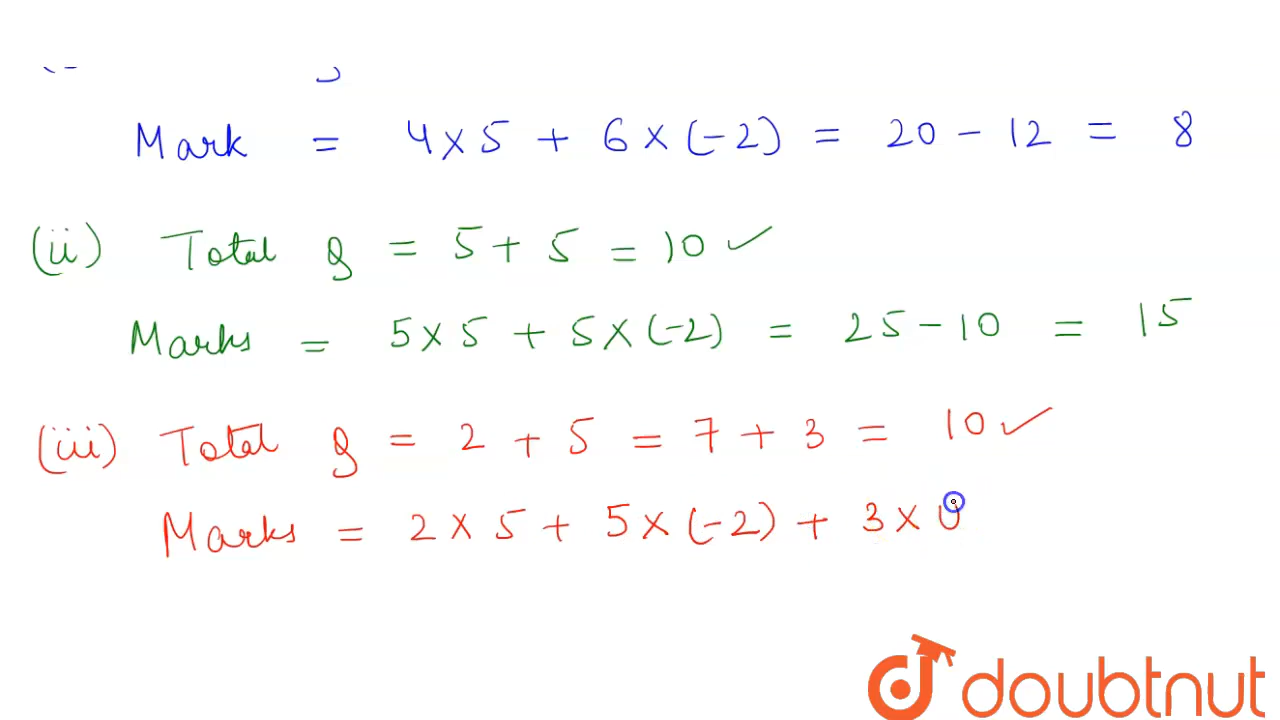 Mark = 4 x 5 + 6 x (-2) = 20 - 12 = 8
(ii) Total Q = 5 + 5 = 10 ✓
Marks = 5 x 5 + 5 x (-2) = 25 - 10 = 15
(iii) Total Q = 2 + 5 = 7 + 3 = 10 ✓
Marks = 2 x 5 + 5 x (-2) + 3 x 0
doubtnut